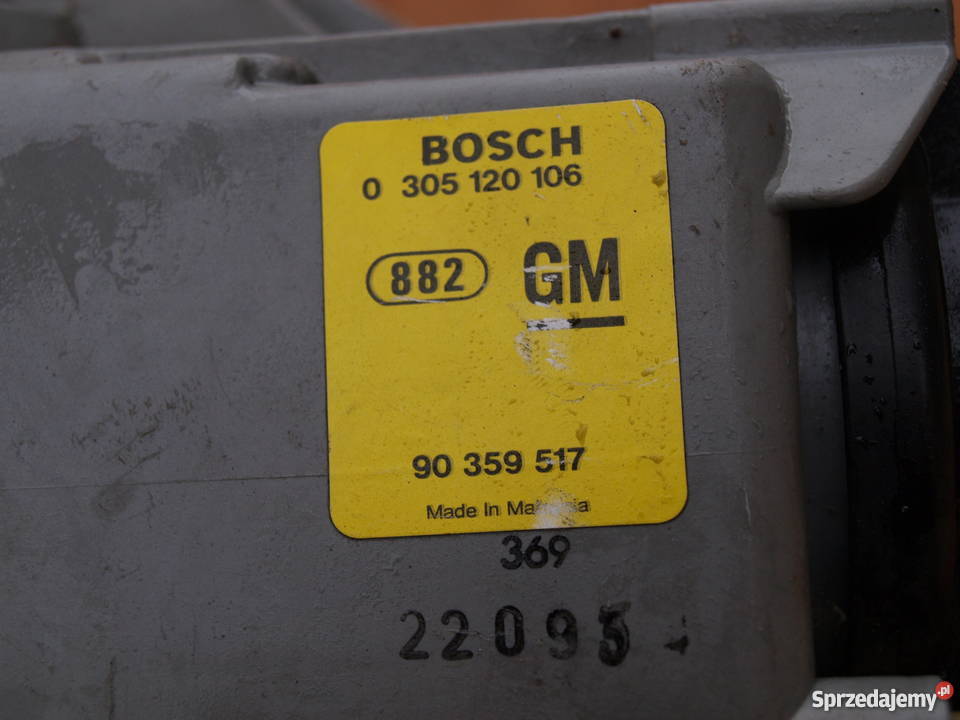 BOSCH
0 305 120 106
882 GM
90 359 517
Made In
369
22095
Sprzedajemy.pl